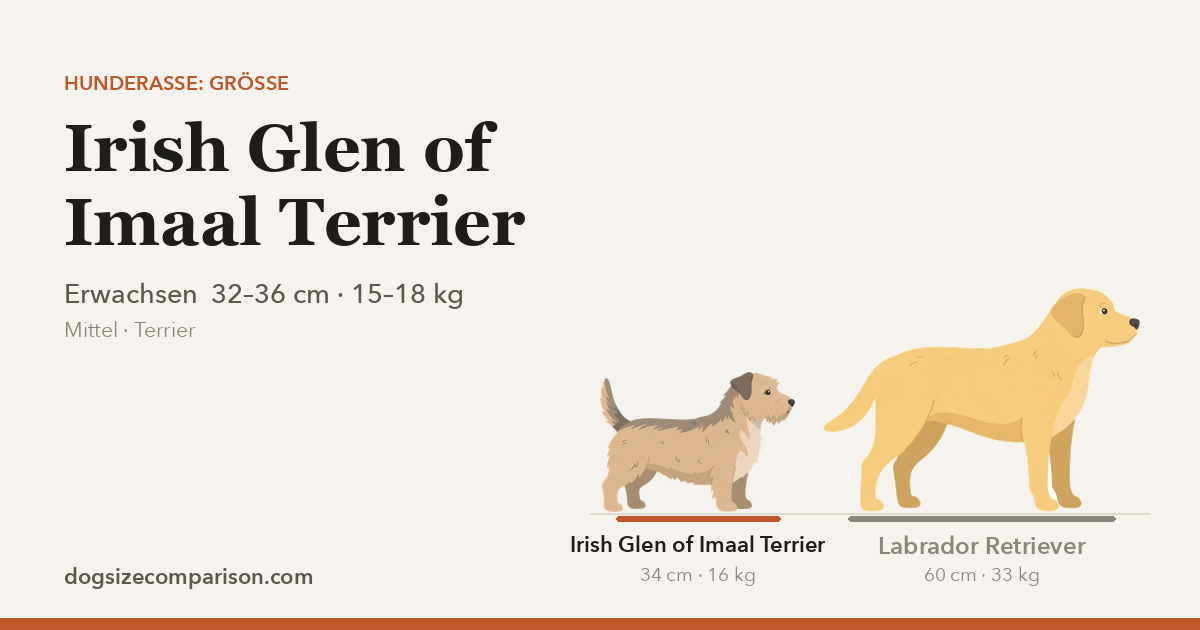 HUNDERASSE: GRÖSSE
Irish Glen of
Imaal Terrier
Erwachsen 32–36 cm · 15–18 kg
Mittel · Terrier
Irish Glen of Imaal Terrier
34 cm · 16 kg
Labrador Retriever
60 cm · 33 kg
dogsizecomparison.com